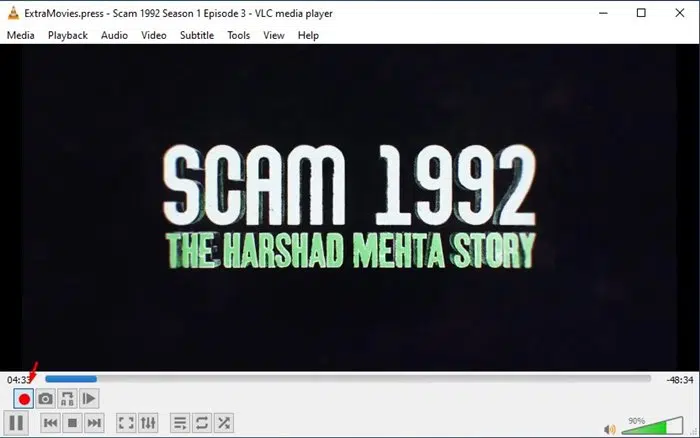 ExtraMovies.press - Scam 1992 Season 1 Episode 3 - VLC media player
Media Playback Audio Video Subtitle Tools View Help
SCAM 1992
THE HARSHAD MEHTA STORY
04:33 -48:34
A B
90%